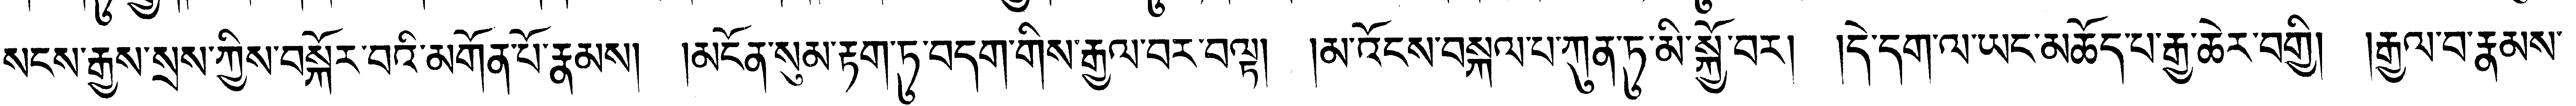 སངས་རྒྱས་སྲས་ཀྱིས་བསྐོར་བའི་མགོན་པོ་རྣམས། །མངོན་སུམ་རྟག་ཏུ་བདག་གིས་རྒྱལ་བར་བལྟ། །མ་འོངས་བསྐལ་པ་ཀུན་ཏུ་མི་སྐྱོ་བར། །དེ་དག་ལ་ཡང་མཆོད་པ་རྒྱ་ཆེར་བགྱི། །རྒྱལ་བ་རྣམས་